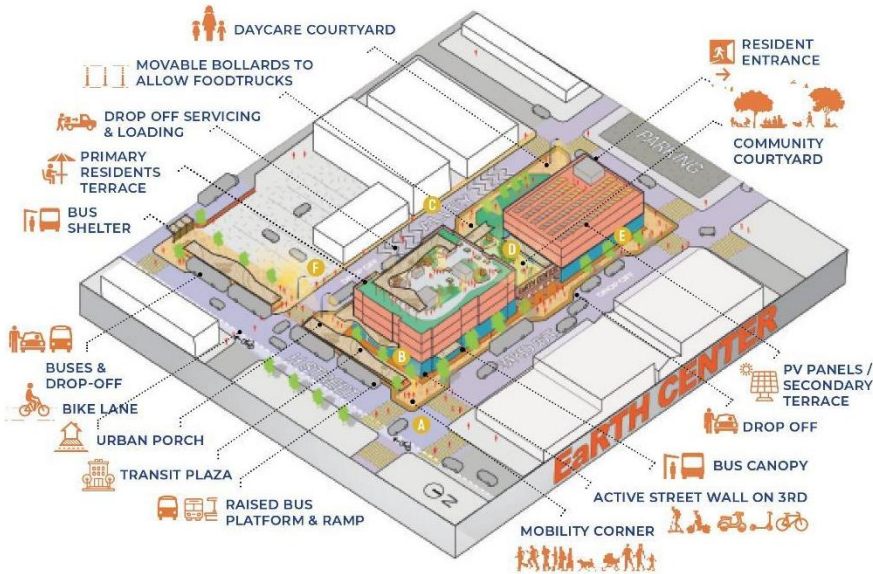 DAYCARE COURTYARD
MOVABLE BOLLARDS TO
ALLOW FOODTRUCKS
DROP OFF SERVICING
& LOADING
PRIMARY
RESIDENTS
TERRACE
BUS
SHELTER
RESIDENT
ENTRANCE
COMMUNITY
COURTYARD
PARKING
C
D
E
F
B
A
DROP OFF
BUSES &
DROP-OFF
BIKE LANE
URBAN PORCH
TRANSIT PLAZA
RAISED BUS
PLATFORM & RAMP
EaRTH CENTER
PV PANELS /
SECONDARY
TERRACE
DROP OFF
BUS CANOPY
ACTIVE STREET WALL ON 3RD
MOBILITY CORNER
N